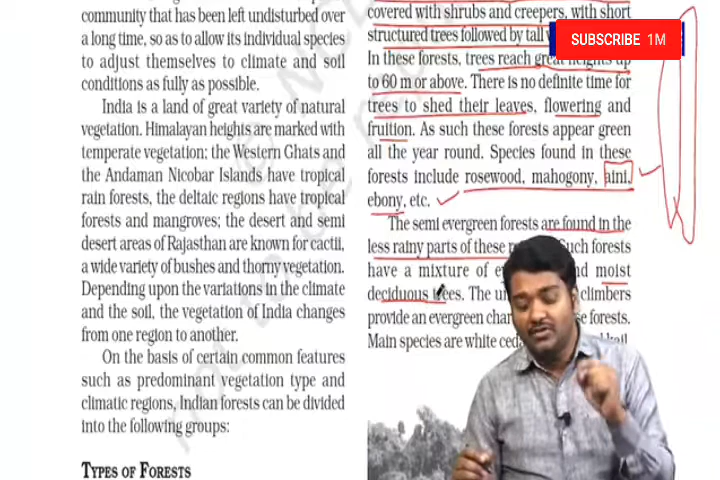 community that has been left undisturbed over
a long time, so as to allow its individual species
to adjust themselves to climate and soil
conditions as fully as possible.
India is a land of great variety of natural
vegetation. Himalayan heights are marked with
temperate vegetation; the Western Ghats and
the Andaman Nicobar Islands have tropical
rain forests, the deltaic regions have tropical
forests and mangroves; the desert and semi
desert areas of Rajasthan are known for cactii,
a wide variety of bushes and thorny vegetation.
Depending upon the variations in the climate
and the soil, the vegetation of India changes
from one region to another.
On the basis of certain common features
such as predominant vegetation type and
climatic regions, Indian forests can be divided
into the following groups:
TYPES OF FORESTS
covered with shrubs and creepers, with short
structured trees followed by tall
In these forests, trees reach great heights up
to 60 m or above. There is no definite time for
trees to shed their leaves, flowering and
fruition. As such these forests appear green
all the year round. Species found in these
forests include rosewood, mahogony, aini,
ebony, etc.
The semi evergreen forests are found in the
less rainy parts of these Such forests
have a mixture of and moist
deciduous trees. The climbers
provide an evergreen forests.
Main species are white
SUBSCRIBE 1M